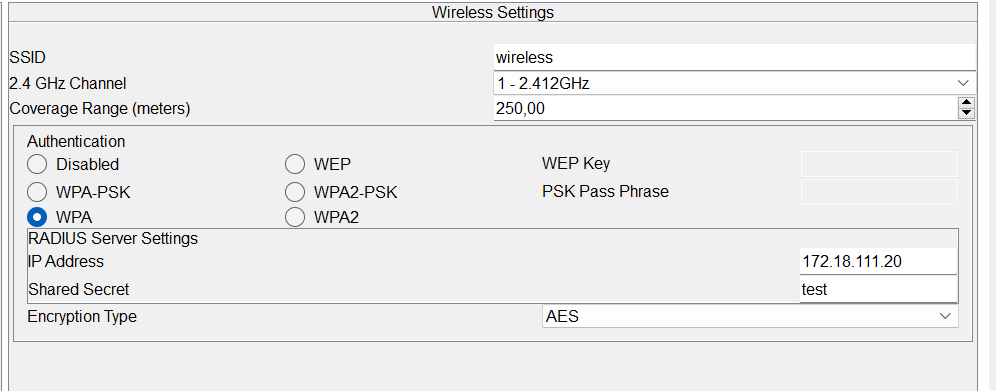 Wireless Settings
SSID wireless
2.4 GHz Channel 1 - 2.412GHz
Coverage Range (meters) 250,00
Authentication
Disabled WEP WEP Key
WPA-PSK WPA2-PSK PSK Pass Phrase
WPA WPA2
RADIUS Server Settings
IP Address 172.18.111.20
Shared Secret test
Encryption Type AES